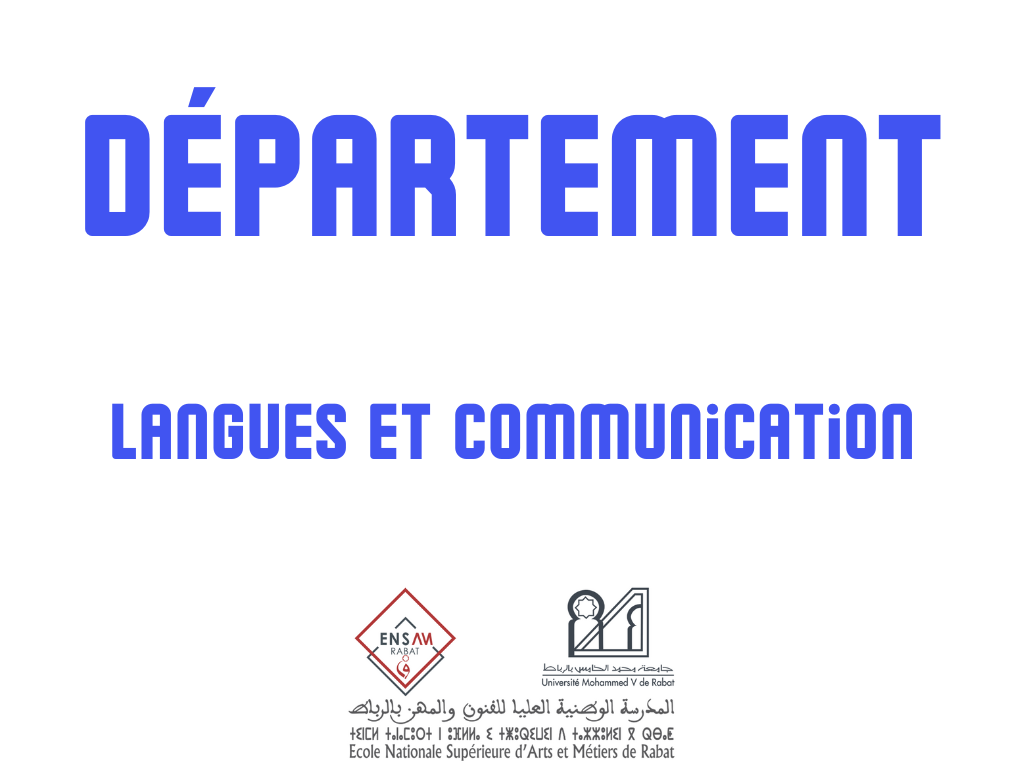 DÉPARTEMENT
LANGUES ET COMMUNICATION
ENSAM
RABAT
جامعة محمد الخامس بالرباط
Université Mohammed V de Rabat
المدرسة الوطنية العليا للفنون والمهن بالرباط
Ecole Nationale Supérieure d'Arts et Métiers de Rabat